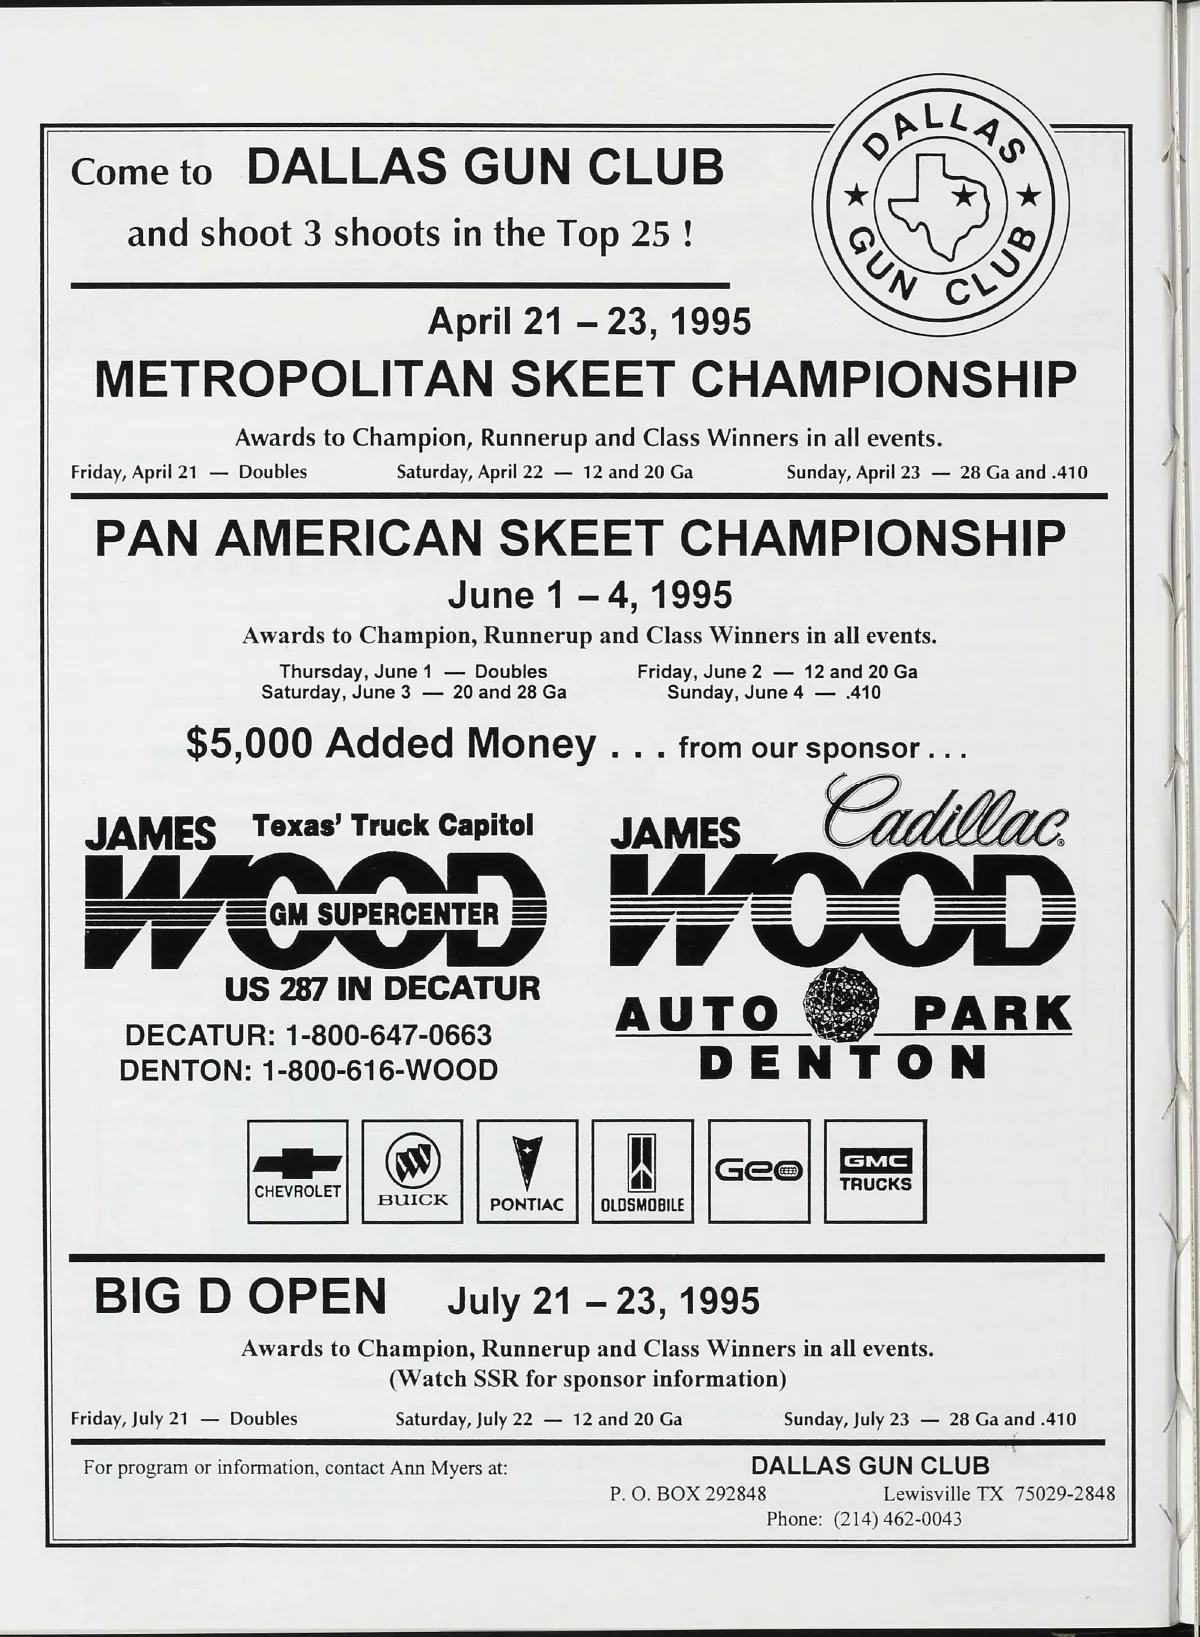 DALLAS GUN CLUB
Come to DALLAS GUN CLUB
and shoot 3 shoots in the Top 25 !
April 21 – 23, 1995
METROPOLITAN SKEET CHAMPIONSHIP
Awards to Champion, Runnerup and Class Winners in all events.
Friday, April 21 — Doubles Saturday, April 22 — 12 and 20 Ga Sunday, April 23 — 28 Ga and .410
PAN AMERICAN SKEET CHAMPIONSHIP
June 1 – 4, 1995
Awards to Champion, Runnerup and Class Winners in all events.
Thursday, June 1 — Doubles Friday, June 2 — 12 and 20 Ga
Saturday, June 3 — 20 and 28 Ga Sunday, June 4 — .410
$5,000 Added Money . . . from our sponsor . . .
JAMES Texas' Truck Capitol
WOOD
GM SUPERCENTER
US 287 IN DECATUR
DECATUR: 1-800-647-0663
DENTON: 1-800-616-WOOD
JAMES Cadillac®
WOOD
AUTO PARK
DENTON
CHEVROLET BUICK PONTIAC OLDSMOBILE Geo GMC TRUCKS
BIG D OPEN July 21 – 23, 1995
Awards to Champion, Runnerup and Class Winners in all events.
(Watch SSR for sponsor information)
Friday, July 21 — Doubles Saturday, July 22 — 12 and 20 Ga Sunday, July 23 — 28 Ga and .410
For program or information, contact Ann Myers at: DALLAS GUN CLUB
P. O. BOX 292848 Lewisville TX 75029-2848
Phone: (214) 462-0043